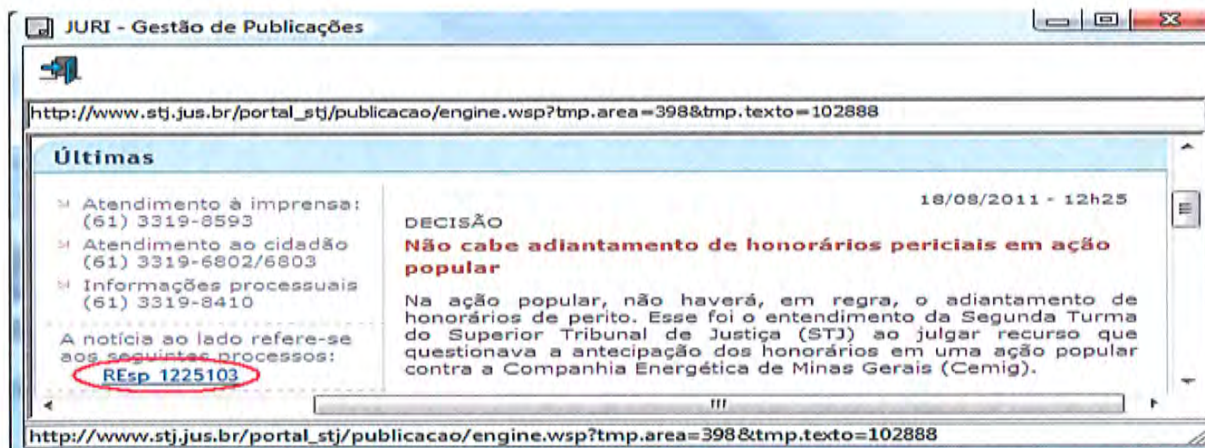 JURI - Gestão de Publicações
http://www.stj.jus.br/portal_stj/publicacao/engine.wsp?tmp.area=398&tmp.texto=102888
Últimas
Atendimento à imprensa:
(61) 3319-8593
Atendimento ao cidadão
(61) 3319-6802/6803
Informações processuais
(61) 3319-8410
A notícia ao lado refere-se
aos seguintes processos:
REsp 1225103
18/08/2011 - 12h25
DECISÃO
Não cabe adiantamento de honorários periciais em ação
popular
Na ação popular, não haverá, em regra, o adiantamento de
honorários de perito. Esse foi o entendimento da Segunda Turma
do Superior Tribunal de Justiça (STJ) ao julgar recurso que
questionava a antecipação dos honorários em uma ação popular
contra a Companhia Energética de Minas Gerais (Cemig).
http://www.stj.jus.br/portal_stj/publicacao/engine.wsp?tmp.area=398&tmp.texto=102888